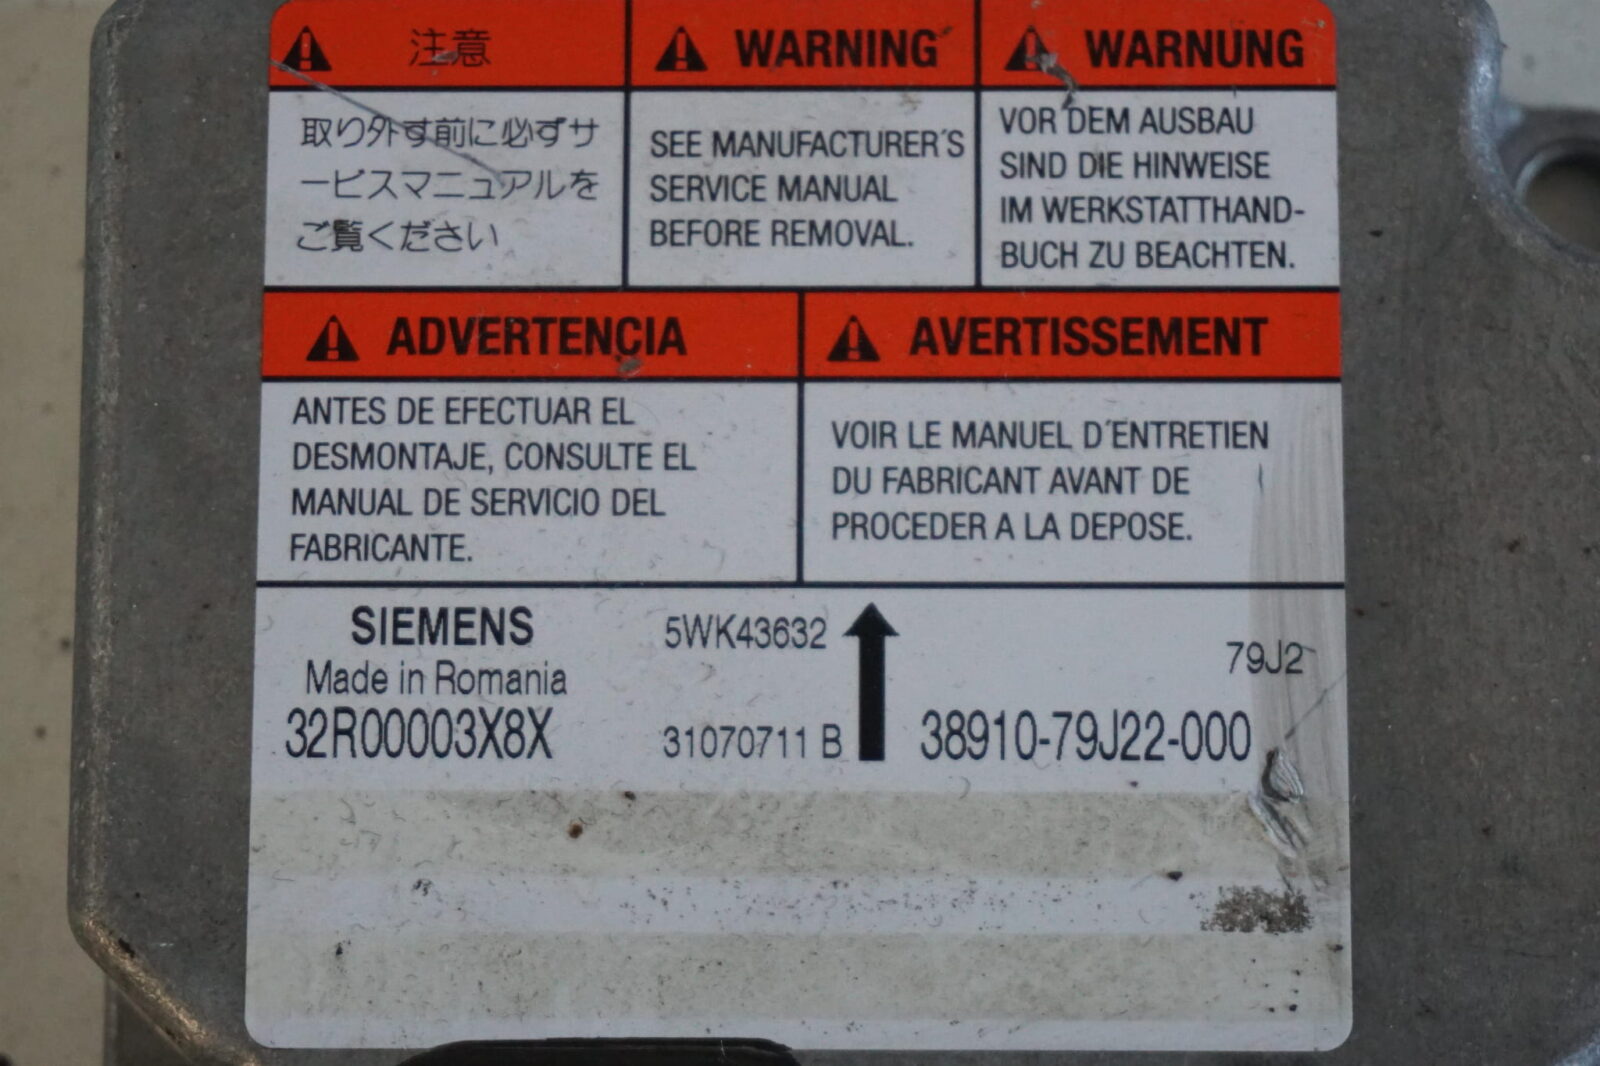 注意
取り外す前に必ずサ
ービスマニュアルを
ご覧ください
WARNING
SEE MANUFACTURER'S
SERVICE MANUAL
BEFORE REMOVAL.
WARNUNG
VOR DEM AUSBAU
SIND DIE HINWEISE
IM WERKSTATTHAND-
BUCH ZU BEACHTEN.
ADVERTENCIA
ANTES DE EFECTUAR EL
DESMONTAJE, CONSULTE EL
MANUAL DE SERVICIO DEL
FABRICANTE.
AVERTISSEMENT
VOIR LE MANUEL D'ENTRETIEN
DU FABRICANT AVANT DE
PROCEDER A LA DEPOSE.
SIEMENS 5WK43632
79J2
Made in Romania
32R00003X8X 31070711 B 38910-79J22-000